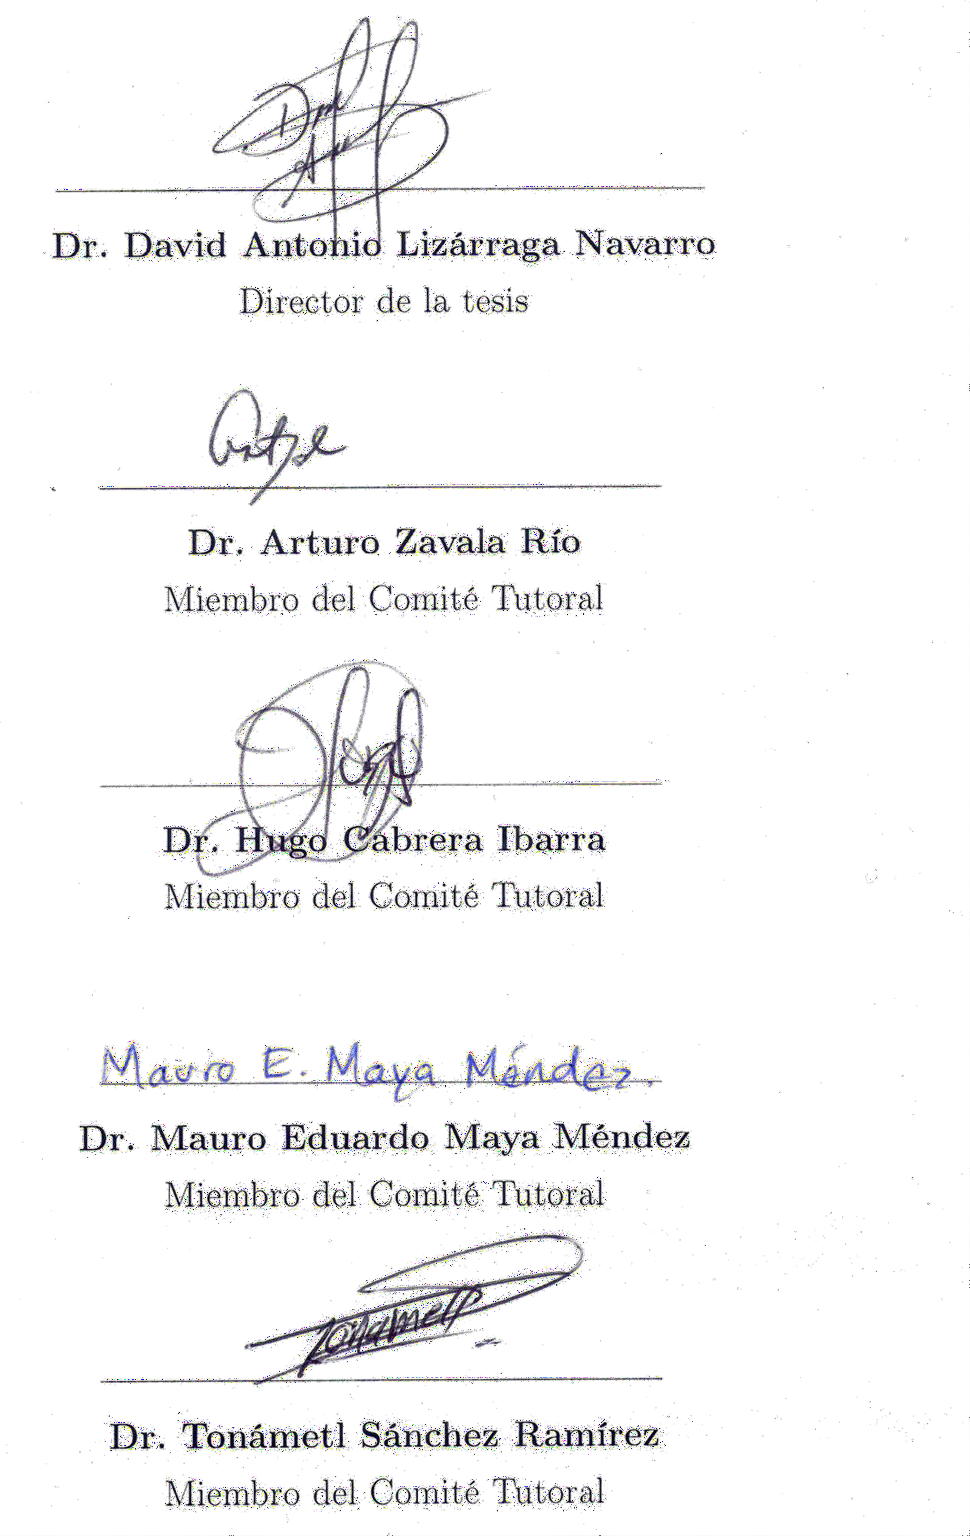 Dr. David Antonio Lizárraga Navarro
Director de la tesis
Dr. Arturo Zavala Río
Miembro del Comité Tutoral
Dr. Hugo Cabrera Ibarra
Miembro del Comité Tutoral
Mauro E. Maya Méndez.
Dr. Mauro Eduardo Maya Méndez
Miembro del Comité Tutoral
Tonametl
Dr. Tonámetl Sánchez Ramírez
Miembro del Comité Tutoral